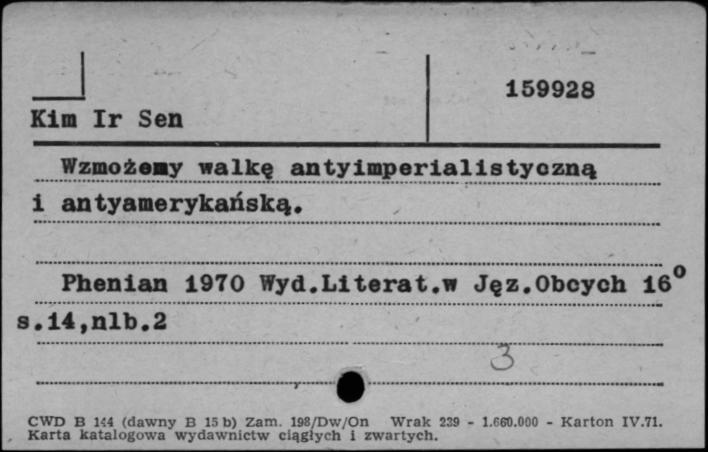 159928
Kim Ir Sen
Wzmożemy walkę antyimperialistyczną
i antyamerykańską.
Phenian 1970 Wyd.Literat.w Jęz.Obcych 16°
s.14,nlb.2
3
CWD B 144 (dawny B 15 b) Zam. 198/Dw/On Wrak 239 - 1.660.000 - Karton IV.71.
Karta katalogowa wydawnictw ciągłych i zwartych.